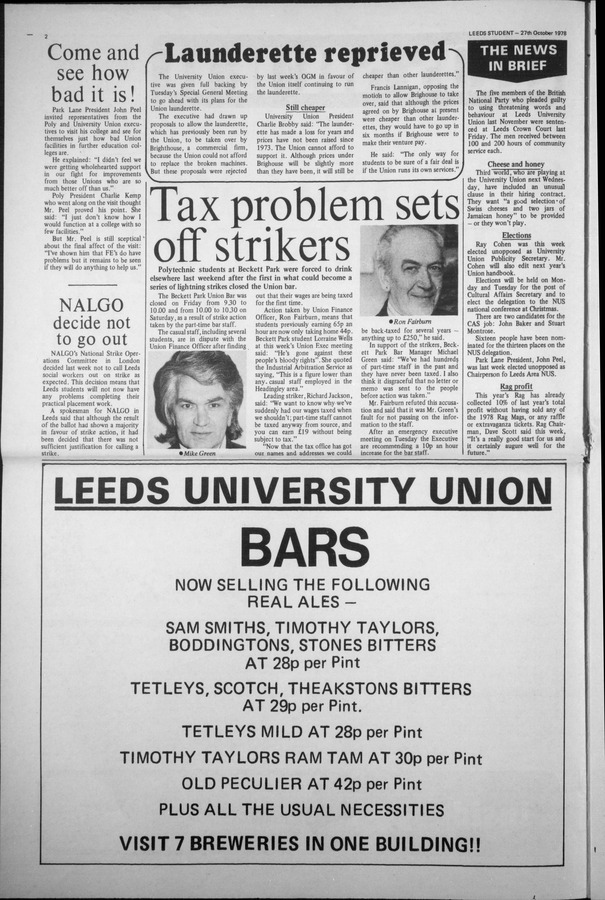 2
LEEDS STUDENT — 27th October 1978
Come and
see how
bad it is!
Park Lane President John Peel
invited representatives from the
Poly and University Union execu-
tives to visit his college and see for
themselves just how bad Union
facilities in further education col-
leges are.
He explained: "I didn't feel we
were getting wholehearted support
in our fight for improvements
from those Unions who are so
much better off than us."
Poly President Charlie Kemp
who went along on the visit thought
Mr. Peel proved his point. She
said: "I just don't know how I
would function at a college with so
few facilities."
But Mr. Peel is still sceptical
about the final affect of the visit:
"I've shown him that FE's do have
problems but it remains to be seen
if they will do anything to help us."
NALGO
decide not
to go out
NALGO's National Strike Oper-
ations Committee in London
decided last week not to call Leeds
social workers out on strike as
expected. This decision means that
Leeds students will not now have
any problems completing their
practical placement work.
A spokesman for NALGO in
Leeds said that although the result
of the ballot had shown a majority
in favour of strike action, it had
been decided that there was not
sufficient justification for calling a
strike.
Launderette reprieved
The University Union execu-
tive was given full backing by
Tuesday's Special General Meeting
to go ahead with its plans for the
Union launderette.
The executive had drawn up
proposals to allow the launderette,
which has previously been run by
the Union, to be taken over by
Brighthouse, a commercial firm,
because the Union could not afford
to replace the broken machines.
But these proposals were rejected
by last week's OGM in favour of
the Union itself continuing to run
the launderette.
Still cheaper
University Union President
Charlie Brobby said: "The launder-
ette has made a loss for years and
prices have not been raised since
1973. The Union cannot afford to
support it. Although prices under
Brighouse will be slightly more
than they have been, it will still be
cheaper than other launderettes."
Francis Lannigan, opposing the
motion to allow Brighouse to take
over, said that although the prices
agreed on by Brighouse at present
were cheaper than other launder-
ettes, they would have to go up in
six months if Brighouse were to
make their venture pay.
He said: "The only way for
students to be sure of a fair deal is
if the Union runs its own services."
Tax problem sets
off strikers
Polytechnic students at Beckett Park were forced to drink
elsewhere last weekend after the first in what could become a
series of lightning strikes closed the Union bar.
The Beckett Park Union Bar was
closed on Friday from 9.30 to
10.00 and from 10.00 to 10.30 on
Saturday, as a result of strike action
taken by the part-time bar staff.
The casual staff, including several
students, are in dispute with the
Union Finance Officer after finding
● Mike Green
out that their wages are being taxed
for the first time.
Action taken by Union Finance
Officer, Ron Fairburn, means that
students previously earning 65p an
hour are now only taking home 44p.
Beckett Park student Lorraine Wells
at this week's Union Exec meeting
said: "He's gone against these
people's bloody rights". She quoted
the Industrial Arbitration Service as
saying, "This is a figure lower than
any casual staff employed in the
Headingley area."
Leading striker, Richard Jackson,
said: "We want to know why we've
suddenly had our wages taxed when
we shouldn't; part-time staff cannot
be taxed anyway from source, and
you can earn £19 without being
subject to tax."
"Now that the tax office has got
our names and addresses we could
● Ron Fairburn
be back-taxed for several years —
anything up to £250," he said.
In support of the strikers, Beck-
ett Park Bar Manager Michael
Green said: "We've had hundreds
of part-time staff in the past and
they have never been taxed. I also
think it disgraceful that no letter or
memo was sent to the people
before action was taken."
Mr. Fairburn refuted this accusa-
tion and said that it was Mr. Green's
fault for not passing on the infor-
mation to the staff.
After an emergency executive
meeting on Tuesday the Executive
are recommending a 10p an hour
increase for the bar staff.
THE NEWS
IN BRIEF
The five members of the British
National Party who pleaded guilty
to using threatening words and
behaviour at Leeds University
Union last November were senten-
ced at Leeds Crown Court last
Friday. The men received between
100 and 200 hours of community
service each.
Cheese and honey
Third world, who are playing at
the University Union next Wednes-
day, have included an unusual
clause in their hiring contract.
They want "a good selection of
Swiss cheeses and two jars of
Jamaican honey" to be provided
— or they won't play.
Elections
Ray Cohen was this week
elected unopposed as University
Union Publicity Secretary. Mr.
Cohen will also edit next year's
Union handbook.
Elections will be held on Mon-
day and Tuesday for the post of
Cultural Affairs Secretary and to
elect the delegation to the NUS
national conference at Christmas.
There are two candidates for the
CAS job: John Baker and Stuart
Montrose.
Sixteen people have been nom-
inated for the thirteen places on the
NUS delegation.
Park Lane President, John Peel,
was last week elected unopposed as
Chairperson fo Leeds Area NUS.
Rag profit
This year's Rag has already
collected 10% of last year's total
profit without having sold any of
the 1978 Rag Mags, or any raffle
or extravaganza tickets. Rag Chair-
man, Dave Scott said this week,
"It's a really good start for us and
it certainly augurs well for the
future."
LEEDS UNIVERSITY UNION
BARS
NOW SELLING THE FOLLOWING
REAL ALES —
SAM SMITHS, TIMOTHY TAYLORS,
BODDINGTONS, STONES BITTERS
AT 28p per Pint
TETLEYS, SCOTCH, THEAKSTONS BITTERS
AT 29p per Pint.
TETLEYS MILD AT 28p per Pint
TIMOTHY TAYLORS RAM TAM AT 30p per Pint
OLD PECULIER AT 42p per Pint
PLUS ALL THE USUAL NECESSITIES
VISIT 7 BREWERIES IN ONE BUILDING!!